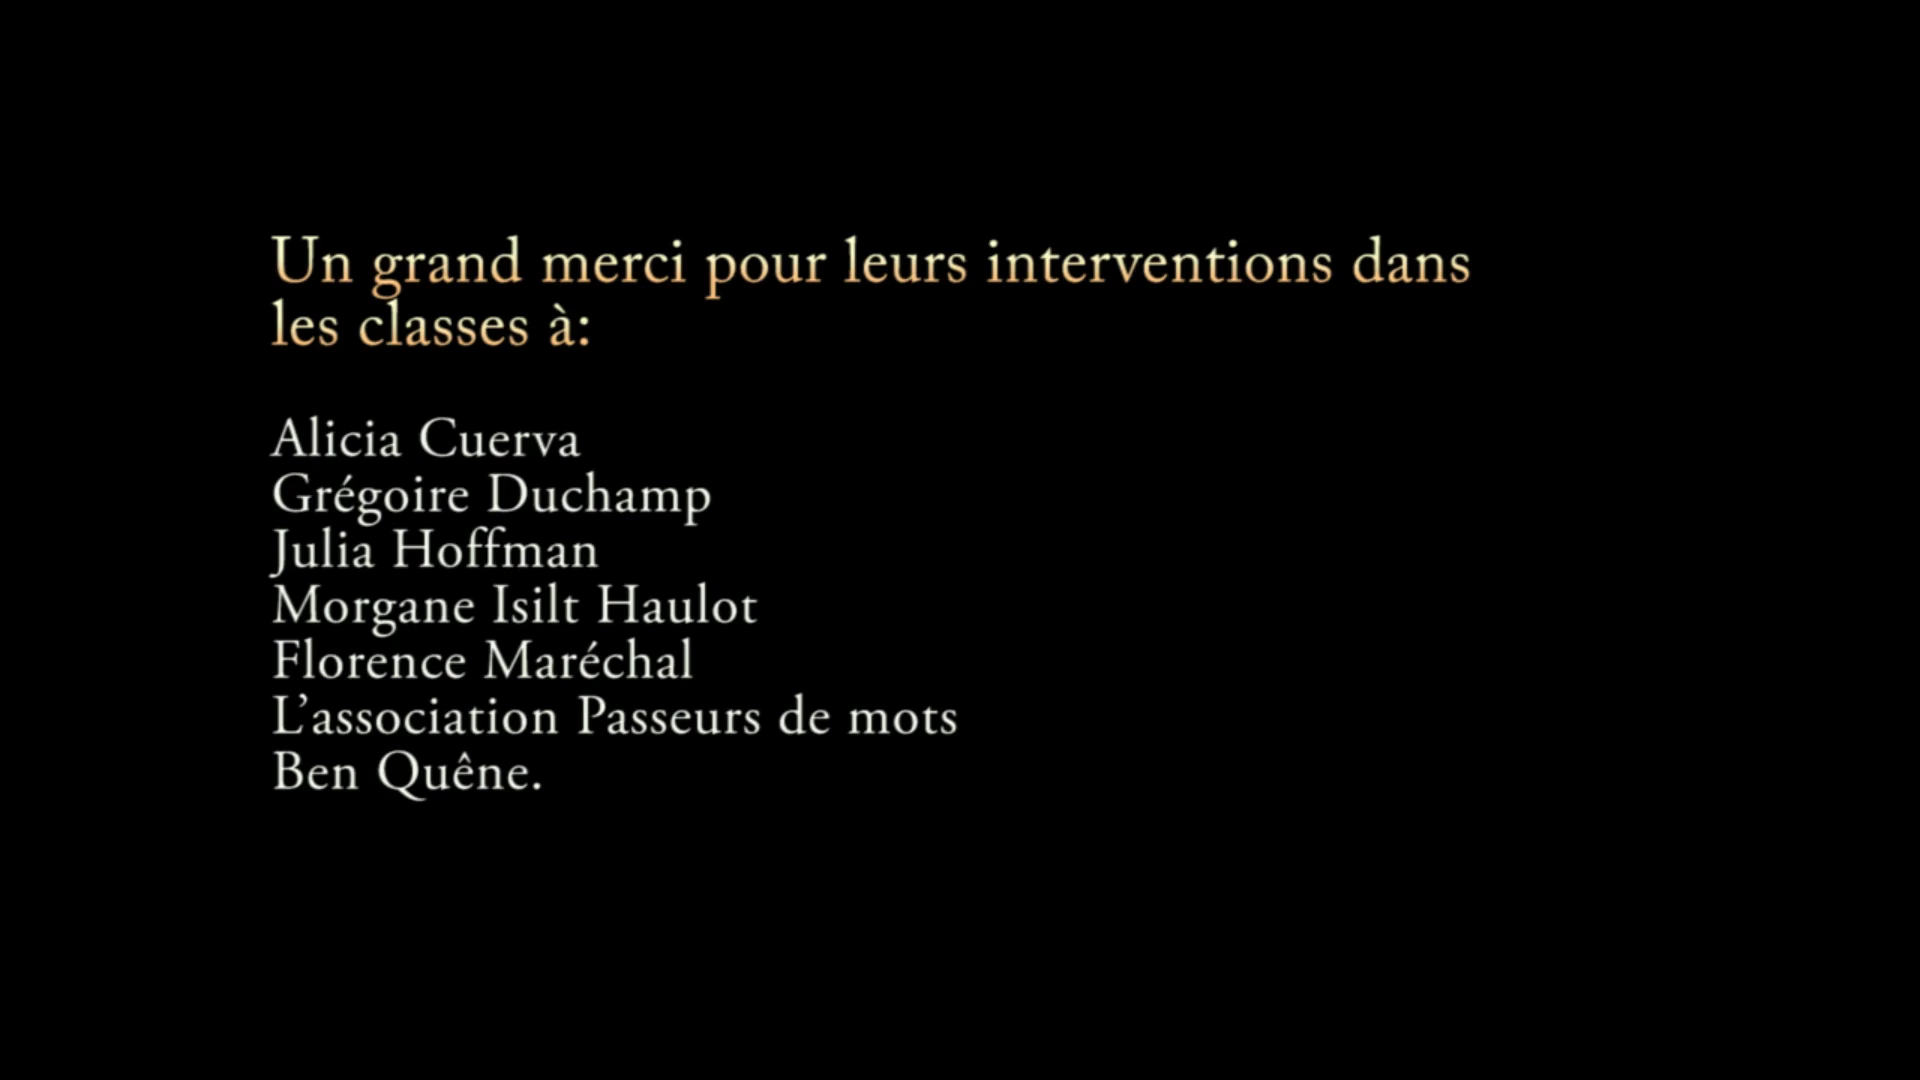 Un grand merci pour leurs interventions dans
les classes à:
Alicia Cuerva
Grégoire Duchamp
Julia Hoffman
Morgane Isilt Haulot
Florence Maréchal
L’association Passeurs de mots
Ben Quêne.